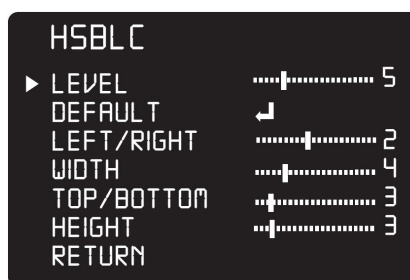 HSBLC
LEVEL 5
DEFAULT
LEFT/RIGHT 2
WIDTH 4
TOP/BOTTOM 3
HEIGHT 3
RETURN